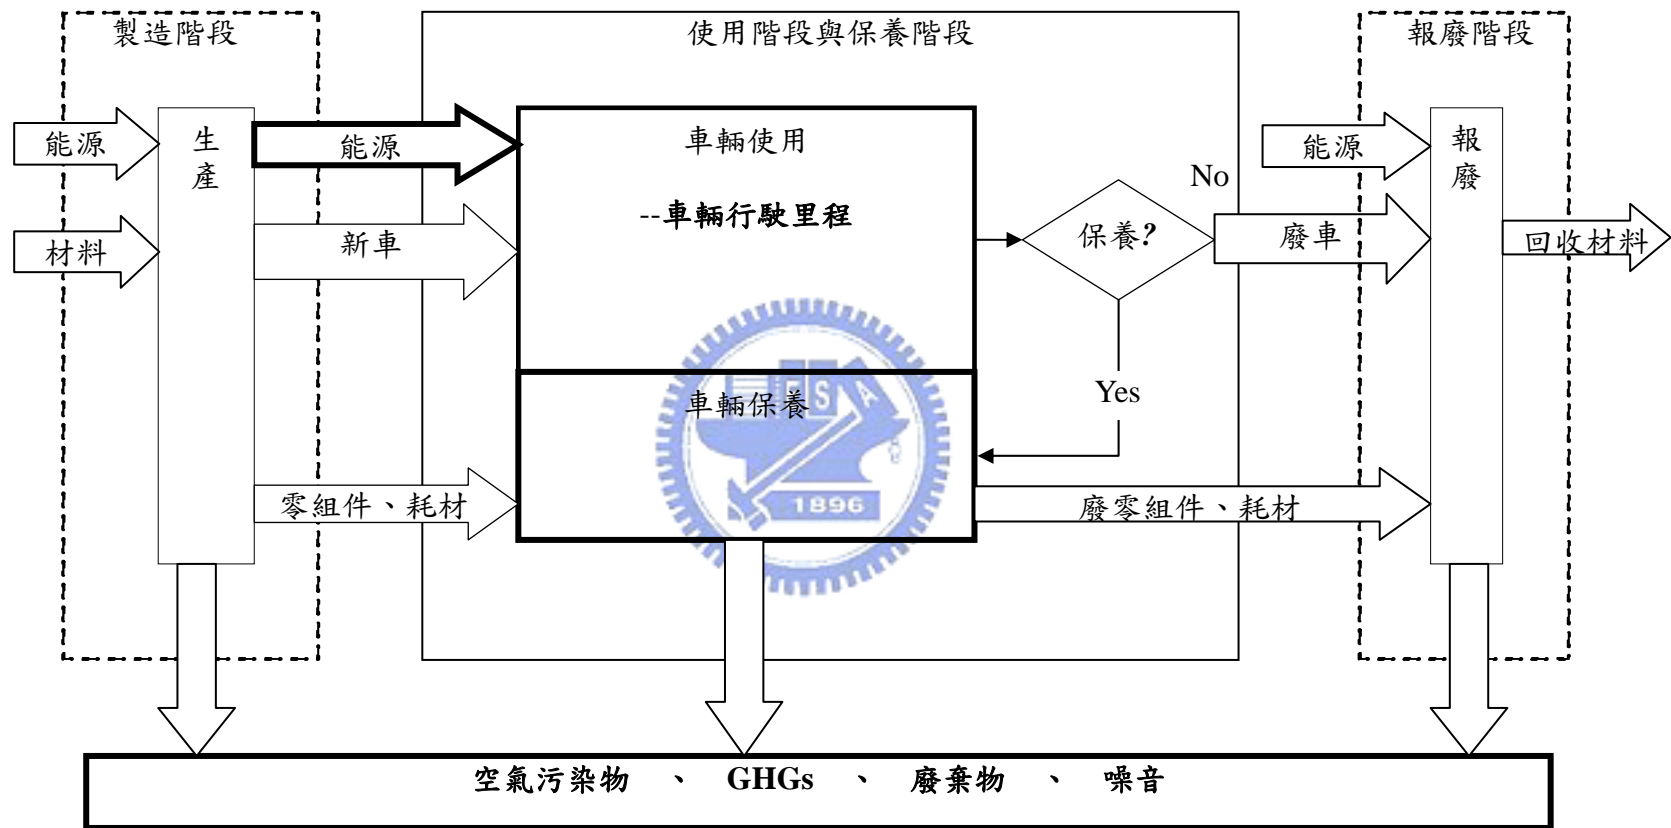 製造階段
使用階段與保養階段
報廢階段
能源
材料
生產
能源
新車
零組件、耗材
車輛使用
--車輛行駛里程
車輛保養
ESA
1896
保養?
No
Yes
能源
廢車
廢零組件、耗材
報廢
回收材料
空氣污染物 、 GHGs 、 廢棄物 、 噪音